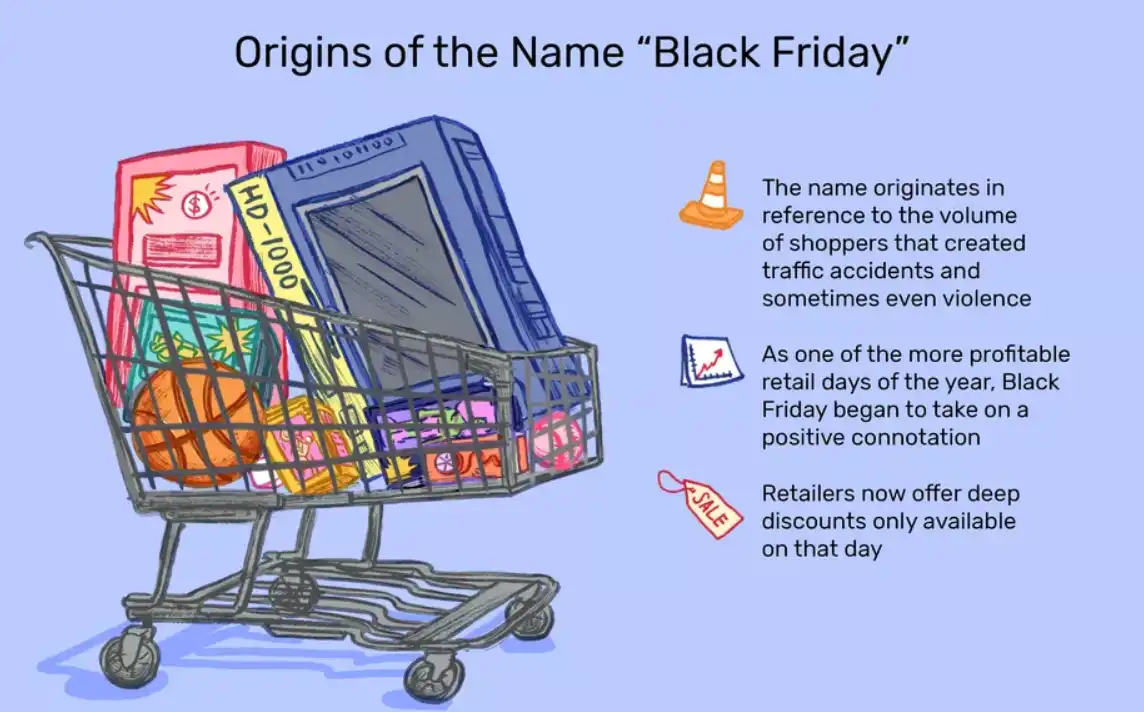 Origins of the Name “Black Friday”
HD-1000
$
The name originates in
reference to the volume
of shoppers that created
traffic accidents and
sometimes even violence
As one of the more profitable
retail days of the year, Black
Friday began to take on a
positive connotation
SALE
Retailers now offer deep
discounts only available
on that day